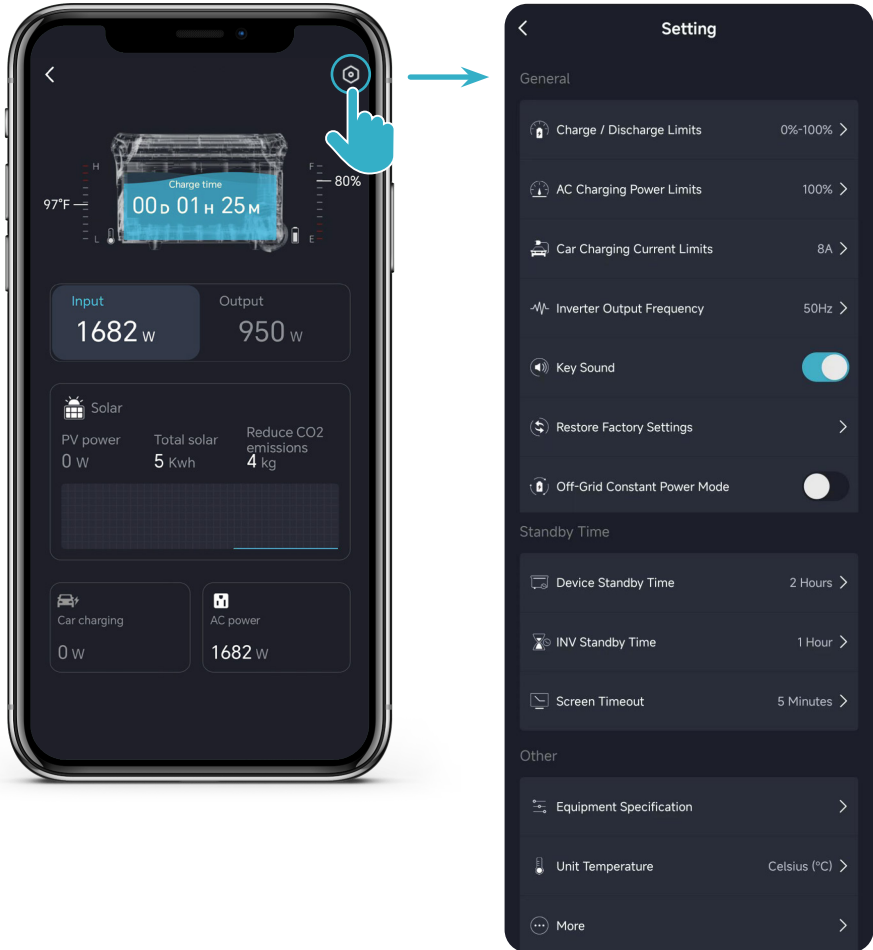 H
F
80%
97°F
Charge time
00 D 01 H 25 M
L
E
Input
Output
1682 W
950 W
Solar
PV power
Total solar
Reduce CO2
emissions
0 W
5 Kwh
4 kg
Car charging
AC power
0 W
1682 W
Setting
General
Charge / Discharge Limits
0%-100%
AC Charging Power Limits
100%
Car Charging Current Limits
8A
Inverter Output Frequency
50Hz
Key Sound
Restore Factory Settings
Off-Grid Constant Power Mode
Standby Time
Device Standby Time
2 Hours
INV Standby Time
1 Hour
Screen Timeout
5 Minutes
Other
Equipment Specification
Unit Temperature
Celsius (°C)
More